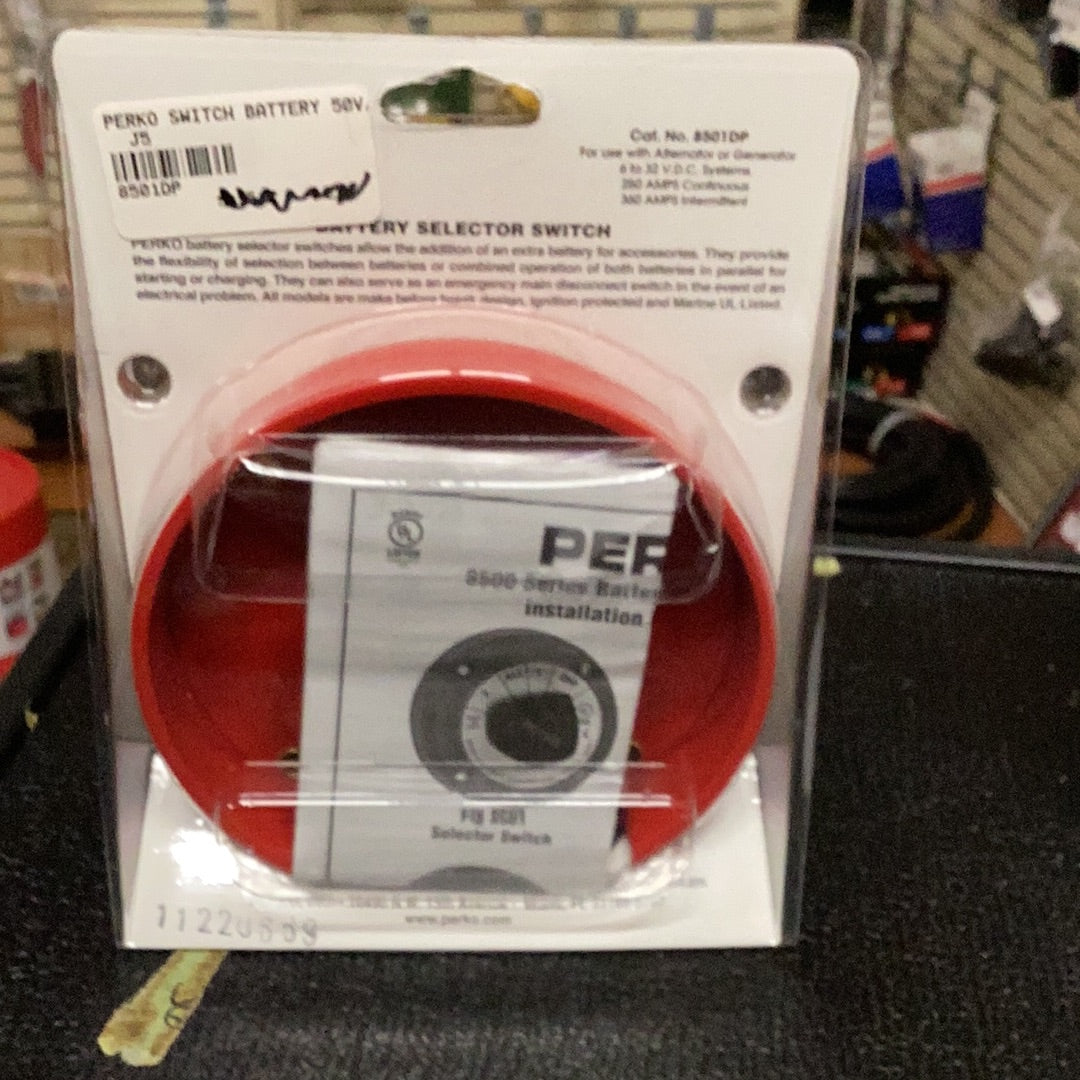 PERKO SWITCH BATTERY 50V.
J5
8501DP
Cat. No. 8501DP
For use with Alternator or Generator
6 to 32 V.D.C. Systems
250 AMPS Continuous
360 AMPS Intermittent
BATTERY SELECTOR SWITCH
PERKO battery selector switches allow the addition of an extra battery for accessories. They provide
the flexibility of selection between batteries or combined operation of both batteries in parallel for
starting or charging. They can also serve as an emergency main disconnect switch in the event of an
electrical problem. All models are make before break design, ignition protected and Marine UL Listed.
UL
PER
8500 Series Batte
installation
Fig 8501
Selector Switch
www.perko.com